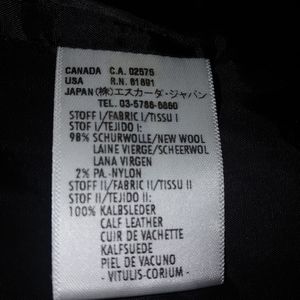 CANADA C.A. 02575
USA R.N. 81891
JAPAN (株)エスカーダ・ジャパン
TEL. 03-5786-6860
STOFF I/FABRIC I/TISSU I
STOF I/TEJIDO I:
98% SCHURWOLLE/NEW WOOL
LAINE VIERGE/SCHEERWOL
LANA VIRGEN
2% PA.-NYLON
STOFF II/FABRIC II/TISSU II
STOF II/TEJIDO II:
100% KALBSLEDER
CALF LEATHER
CUIR DE VACHETTE
KALFSUEDE
PIEL DE VACUNO
- VITULIS-CORIUM -